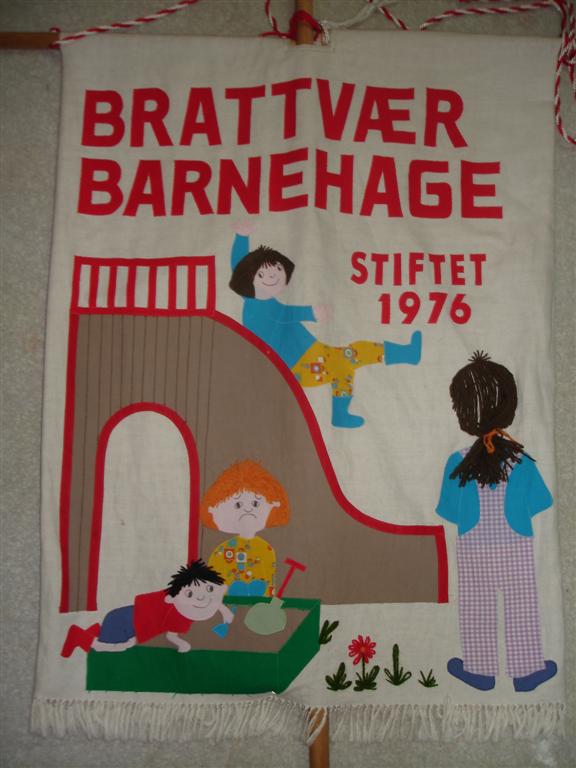 BRATTVÆR
BARNEHAGE
STIFTET
1976